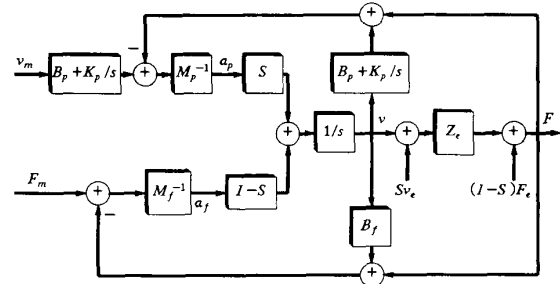 +
−
v_m
B_p + K_p /s
+
M_p^{-1}
a_p
S
B_p + K_p /s
+
1/s
v
+
Z_e
+
F
F_m
+
M_f^{-1}
a_f
I−S
Sv_e
(I−S)F_e
−
B_f
+